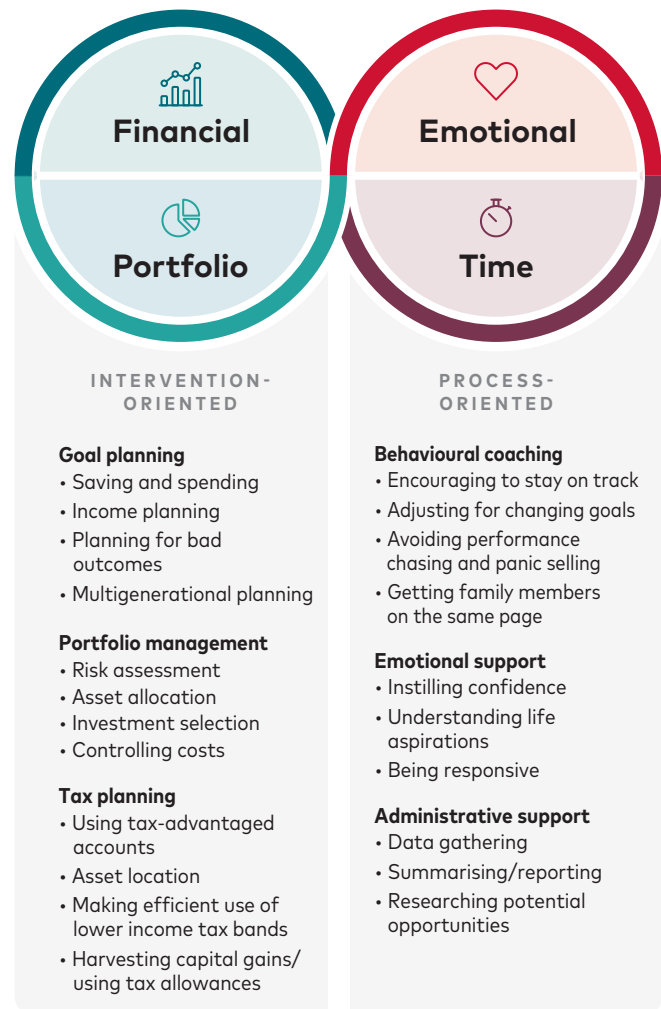 Financial
Portfolio
Emotional
Time
INTERVENTION-
ORIENTED
Goal planning
• Saving and spending
• Income planning
• Planning for bad
outcomes
• Multigenerational planning
Portfolio management
• Risk assessment
• Asset allocation
• Investment selection
• Controlling costs
Tax planning
• Using tax-advantaged
accounts
• Asset location
• Making efficient use of
lower income tax bands
• Harvesting capital gains/
using tax allowances
PROCESS-
ORIENTED
Behavioural coaching
• Encouraging to stay on track
• Adjusting for changing goals
• Avoiding performance
chasing and panic selling
• Getting family members
on the same page
Emotional support
• Instilling confidence
• Understanding life
aspirations
• Being responsive
Administrative support
• Data gathering
• Summarising/reporting
• Researching potential
opportunities